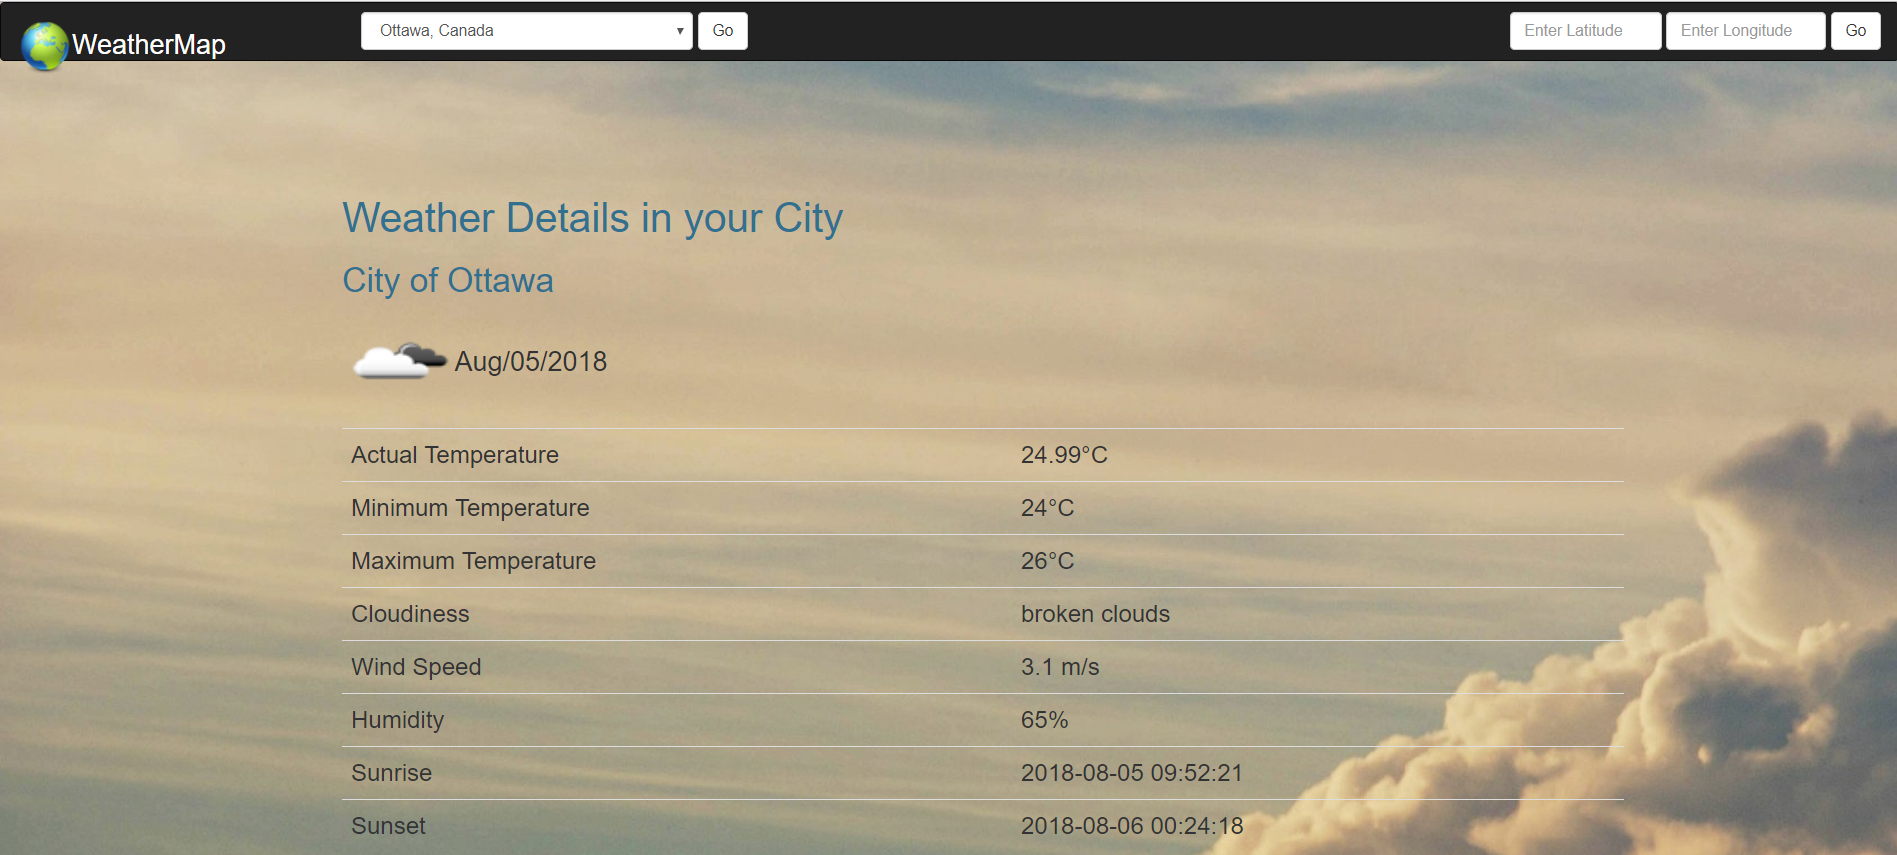 WeatherMap
Ottawa, Canada
Go
Enter Latitude
Enter Longitude
Go
Weather Details in your City
City of Ottawa
Aug/05/2018
Actual Temperature 24.99°C
Minimum Temperature 24°C
Maximum Temperature 26°C
Cloudiness broken clouds
Wind Speed 3.1 m/s
Humidity 65%
Sunrise 2018-08-05 09:52:21
Sunset 2018-08-06 00:24:18